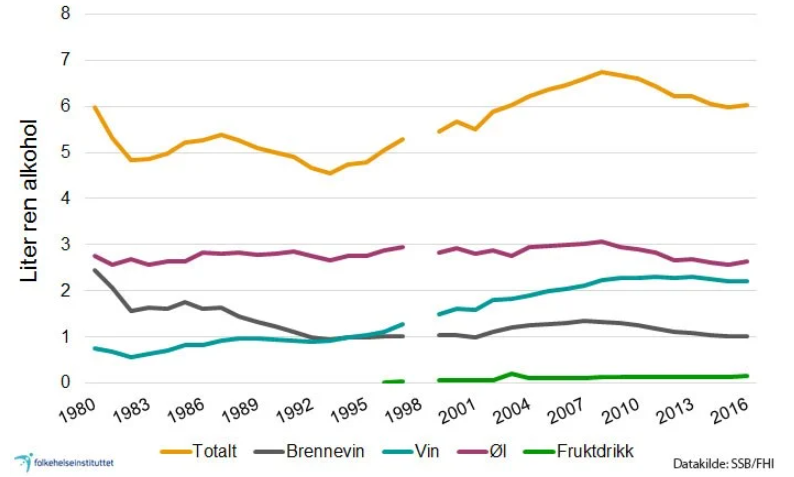 8
7
6
5
4
3
2
1
0
Liter ren alkohol
1980 1983 1986 1989 1992 1995 1998 2001 2004 2007 2010 2013 2016
Totalt Brennevin Vin Øl Fruktdrikk
folkehelseinstituttet
Datakilde: SSB/FHI